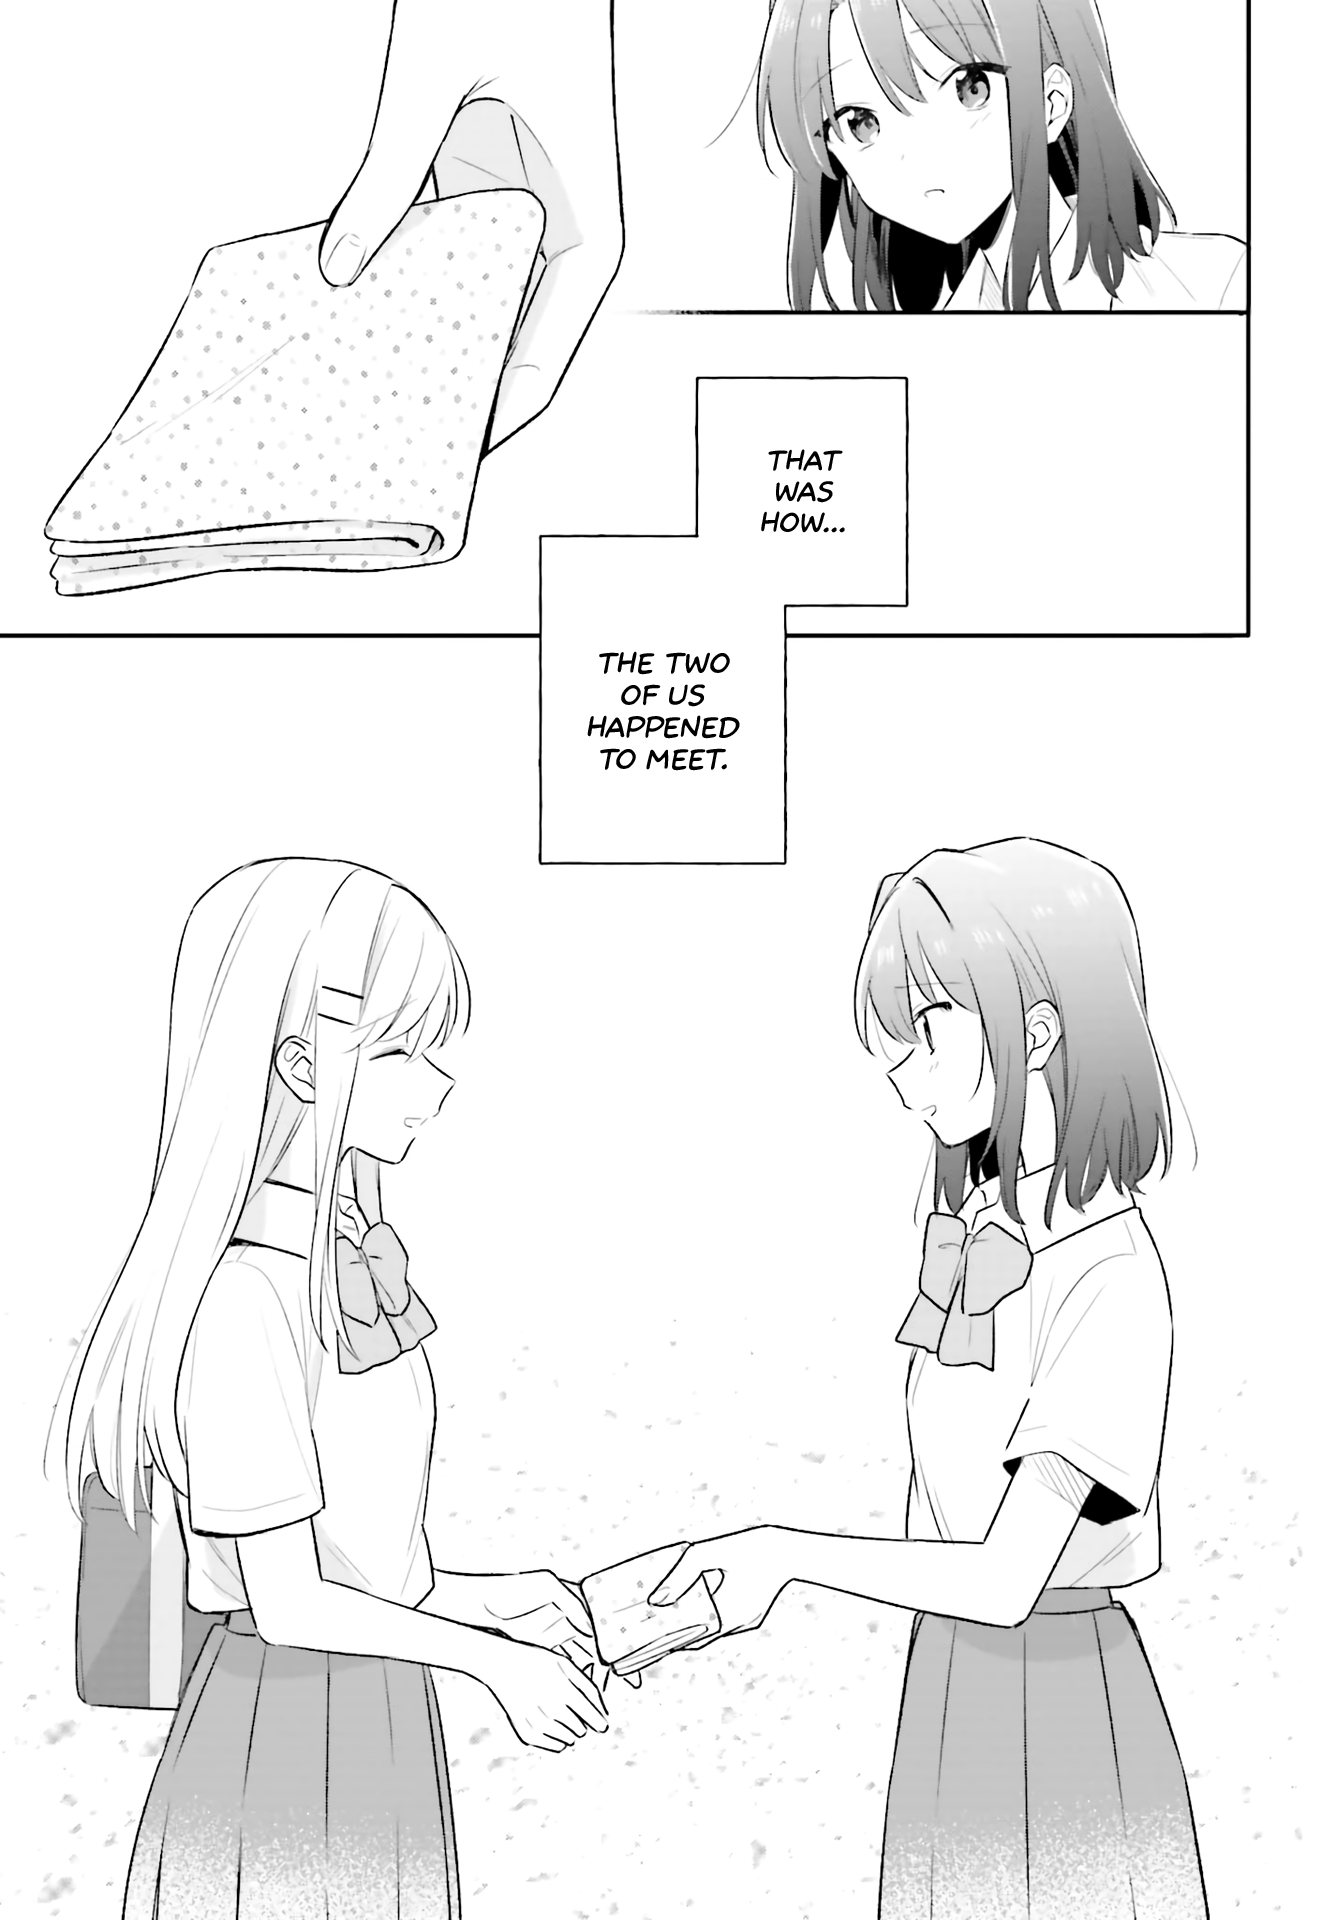 THAT
WAS
HOW...
THE TWO
OF US
HAPPENED
TO MEET.